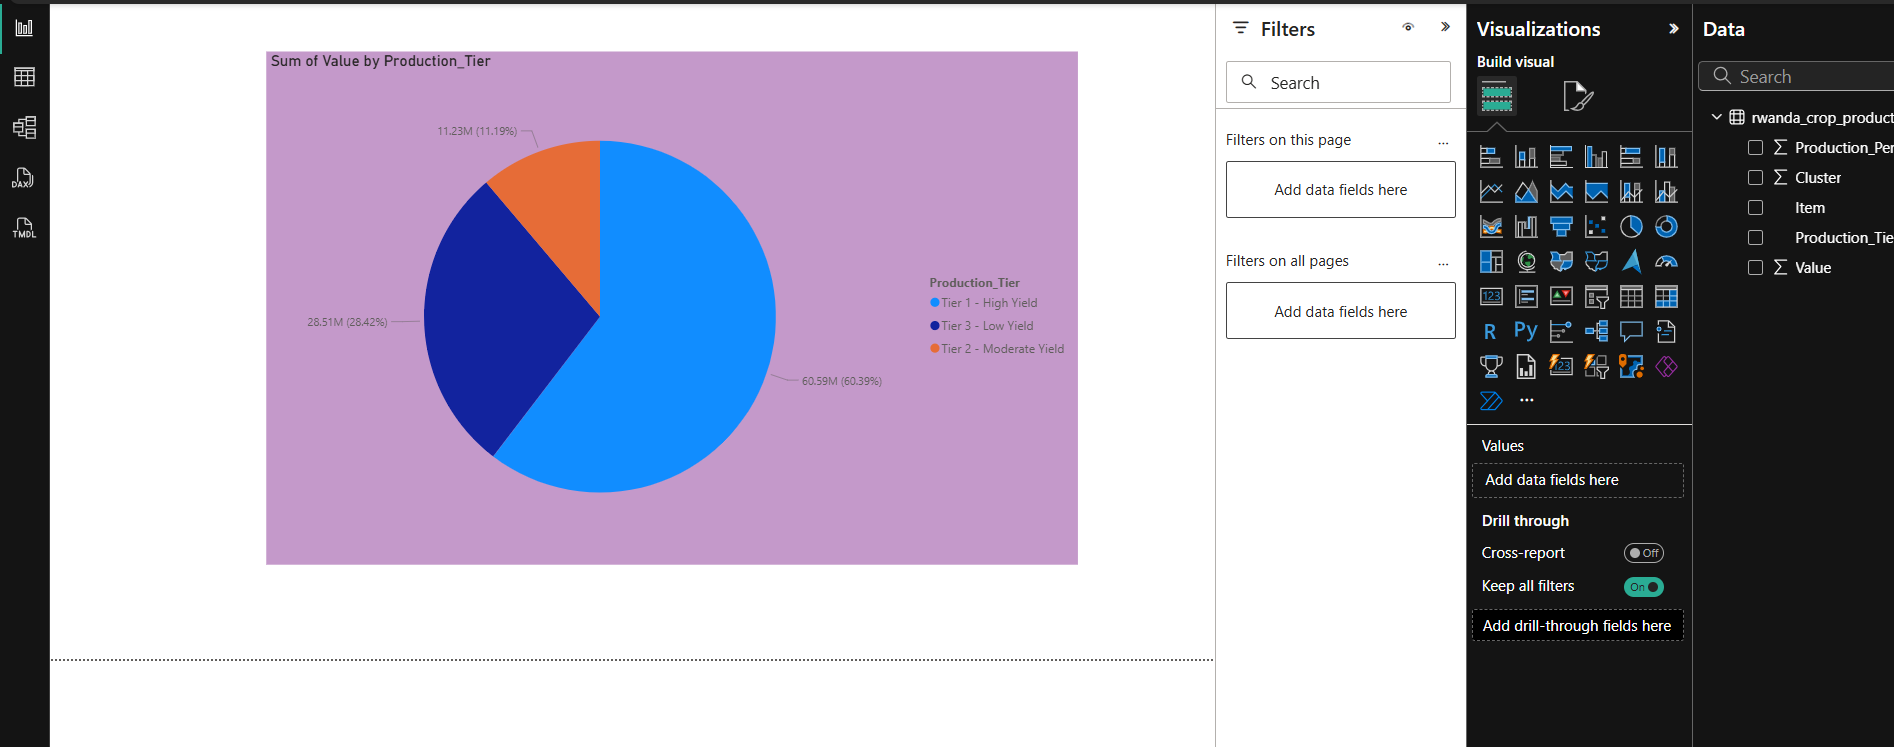 DAX
TMDL
Sum of Value by Production_Tier
11.23M (11.19%)
28.51M (28.42%)
60.59M (60.39%)
Production_Tier
Tier 1 - High Yield
Tier 3 - Low Yield
Tier 2 - Moderate Yield
Filters
Search
Filters on this page
...
Add data fields here
Filters on all pages
...
Add data fields here
Visualizations
Build visual
123
R
Py
123
...
Values
Add data fields here
Drill through
Cross-report
Off
Keep all filters
On
Add drill-through fields here
Data
Search
rwanda_crop_product
Production_Per
Cluster
Item
Production_Tie
Value